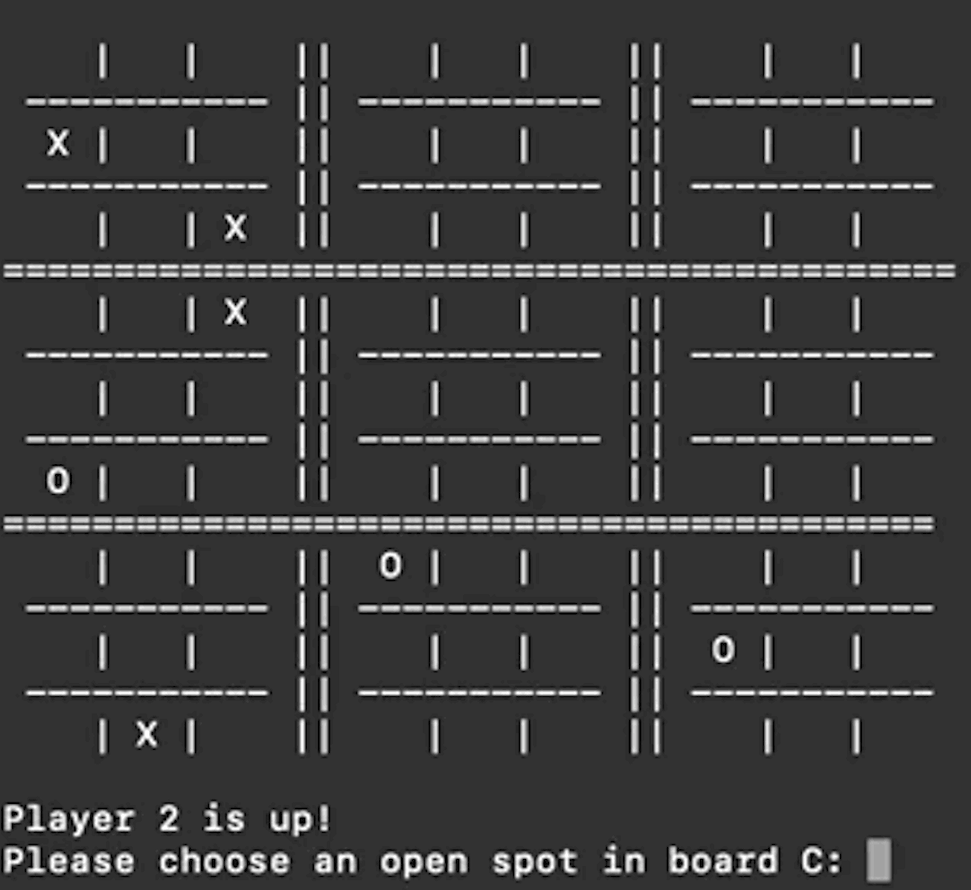 |   |    ||    |   |    ||    |   |
 -----------  ||  -----------  ||  -----------
  X |   |    ||    |   |    ||    |   |
 -----------  ||  -----------  ||  -----------
    |   | X  ||    |   |    ||    |   |
===========================================
    |   | X  ||    |   |    ||    |   |
 -----------  ||  -----------  ||  -----------
    |   |    ||    |   |    ||    |   |
 -----------  ||  -----------  ||  -----------
  O |   |    ||    |   |    ||    |   |
==========================================
    |   |    ||  O |   |    ||    |   |
 -----------  ||  -----------  ||  -----------
    |   |    ||    |   |    ||  O |   |
 -----------  ||  -----------  ||  -----------
    | X |    ||    |   |    ||    |   |
Player 2 is up!
Please choose an open spot in board C: